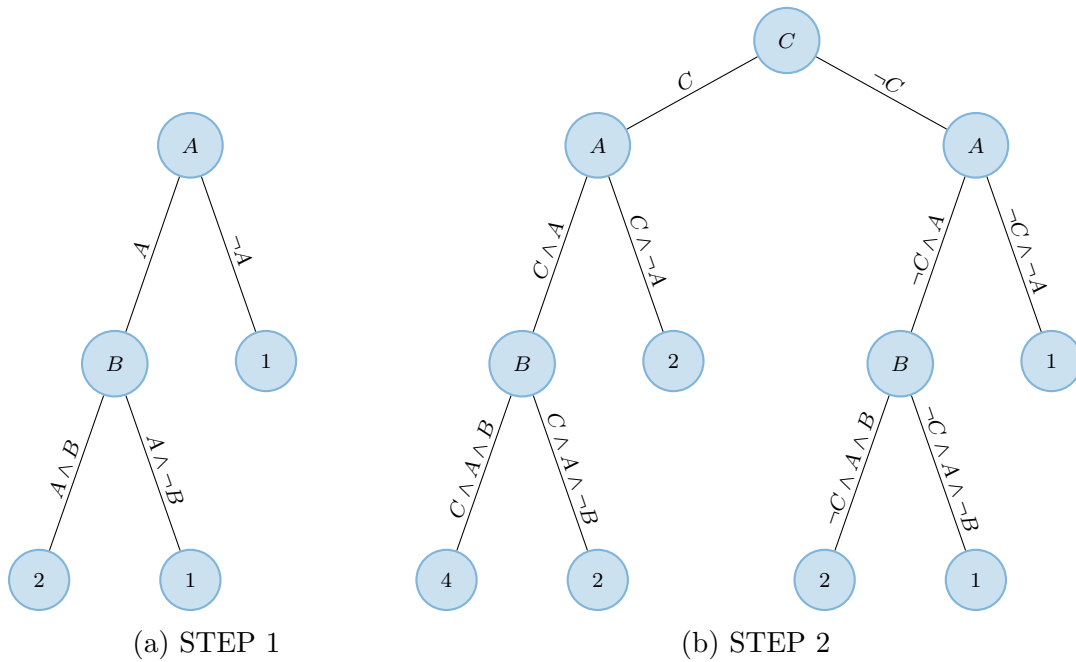 C
C
¬C
A
A
A
A
¬A
C ∧ A
C ∧ ¬A
¬C ∧ A
¬C ∧ ¬A
B
1
B
2
B
1
A ∧ B
A ∧ ¬B
C ∧ A ∧ B
C ∧ A ∧ ¬B
¬C ∧ A ∧ B
¬C ∧ A ∧ ¬B
2
1
4
2
2
1
(a) STEP 1
(b) STEP 2